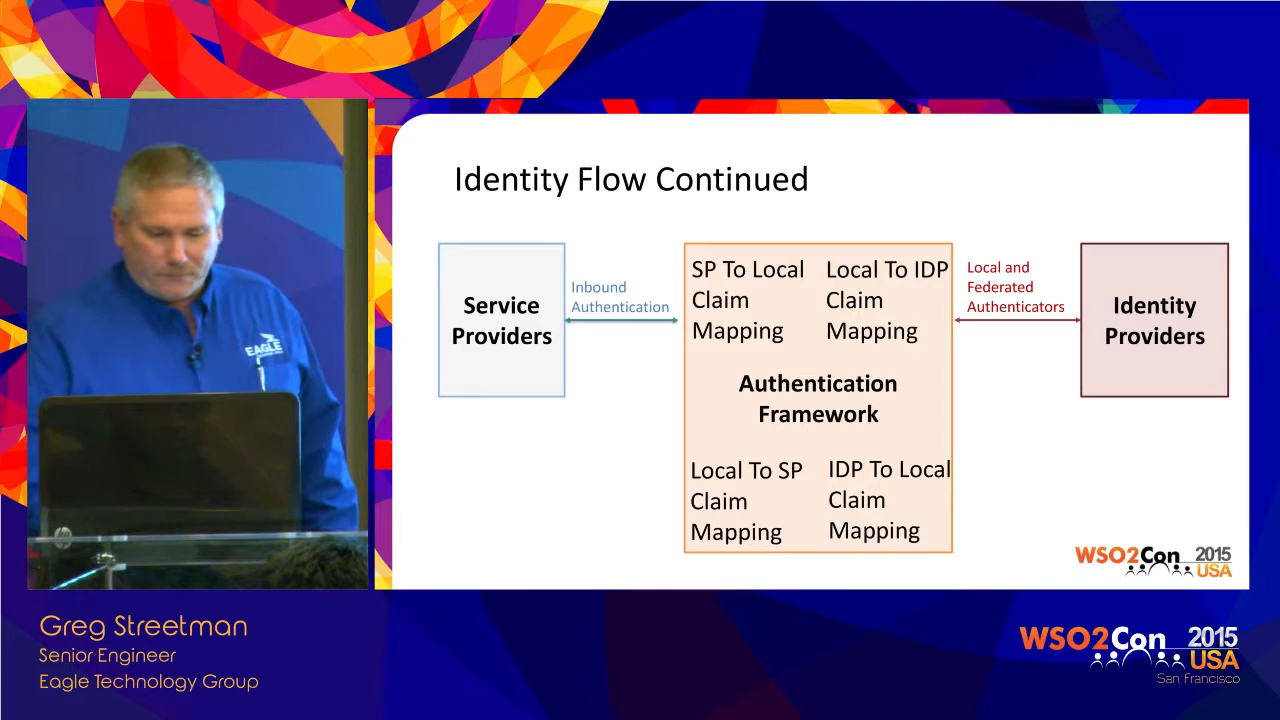 Identity Flow Continued
Service
Providers
Inbound
Authentication
SP To Local
Claim
Mapping
Local To IDP
Claim
Mapping
Authentication
Framework
Local To SP
Claim
Mapping
IDP To Local
Claim
Mapping
Local and
Federated
Authenticators
Identity
Providers
WSO2Con 2015
USA
EAGLE
hp
Greg Streetman
Senior Engineer
Eagle Technology Group
WSO2Con 2015
USA
San Francisco